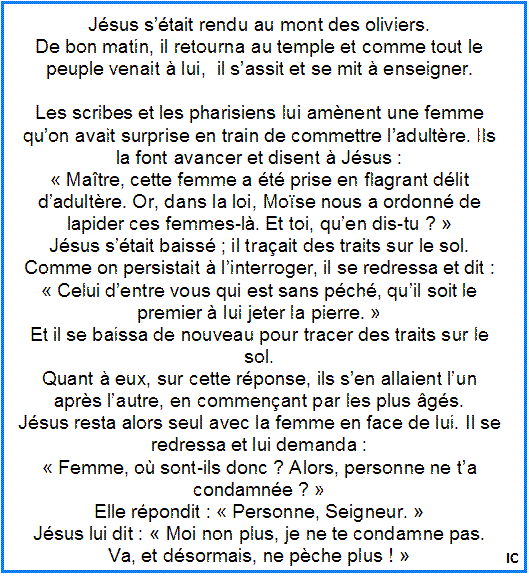 Jésus s’était rendu au mont des oliviers.
De bon matin, il retourna au temple et comme tout le
peuple venait à lui,  il s’assit et se mit à enseigner.

Les scribes et les pharisiens lui amènent une femme
qu’on avait surprise en train de commettre l’adultère. Ils
la font avancer et disent à Jésus :
« Maître, cette femme a été prise en flagrant délit
d’adultère. Or, dans la loi, Moïse nous a ordonné de
lapider ces femmes-là. Et toi, qu’en dis-tu ? »
Jésus s’était baissé ; il traçait des traits sur le sol.
Comme on persistait à l’interroger, il se redressa et dit :
« Celui d’entre vous qui est sans péché, qu’il soit le
premier à lui jeter la pierre. »
Et il se baissa de nouveau pour tracer des traits sur le
sol.
Quant à eux, sur cette réponse, ils s’en allaient l’un
après l’autre, en commençant par les plus âgés.
Jésus resta alors seul avec la femme en face de lui. Il se
redressa et lui demanda :
« Femme, où sont-ils donc ? Alors, personne ne t’a
condamnée ? »
Elle répondit : « Personne, Seigneur. »
Jésus lui dit : « Moi non plus, je ne te condamne pas.
Va, et désormais, ne pèche plus ! »
IC